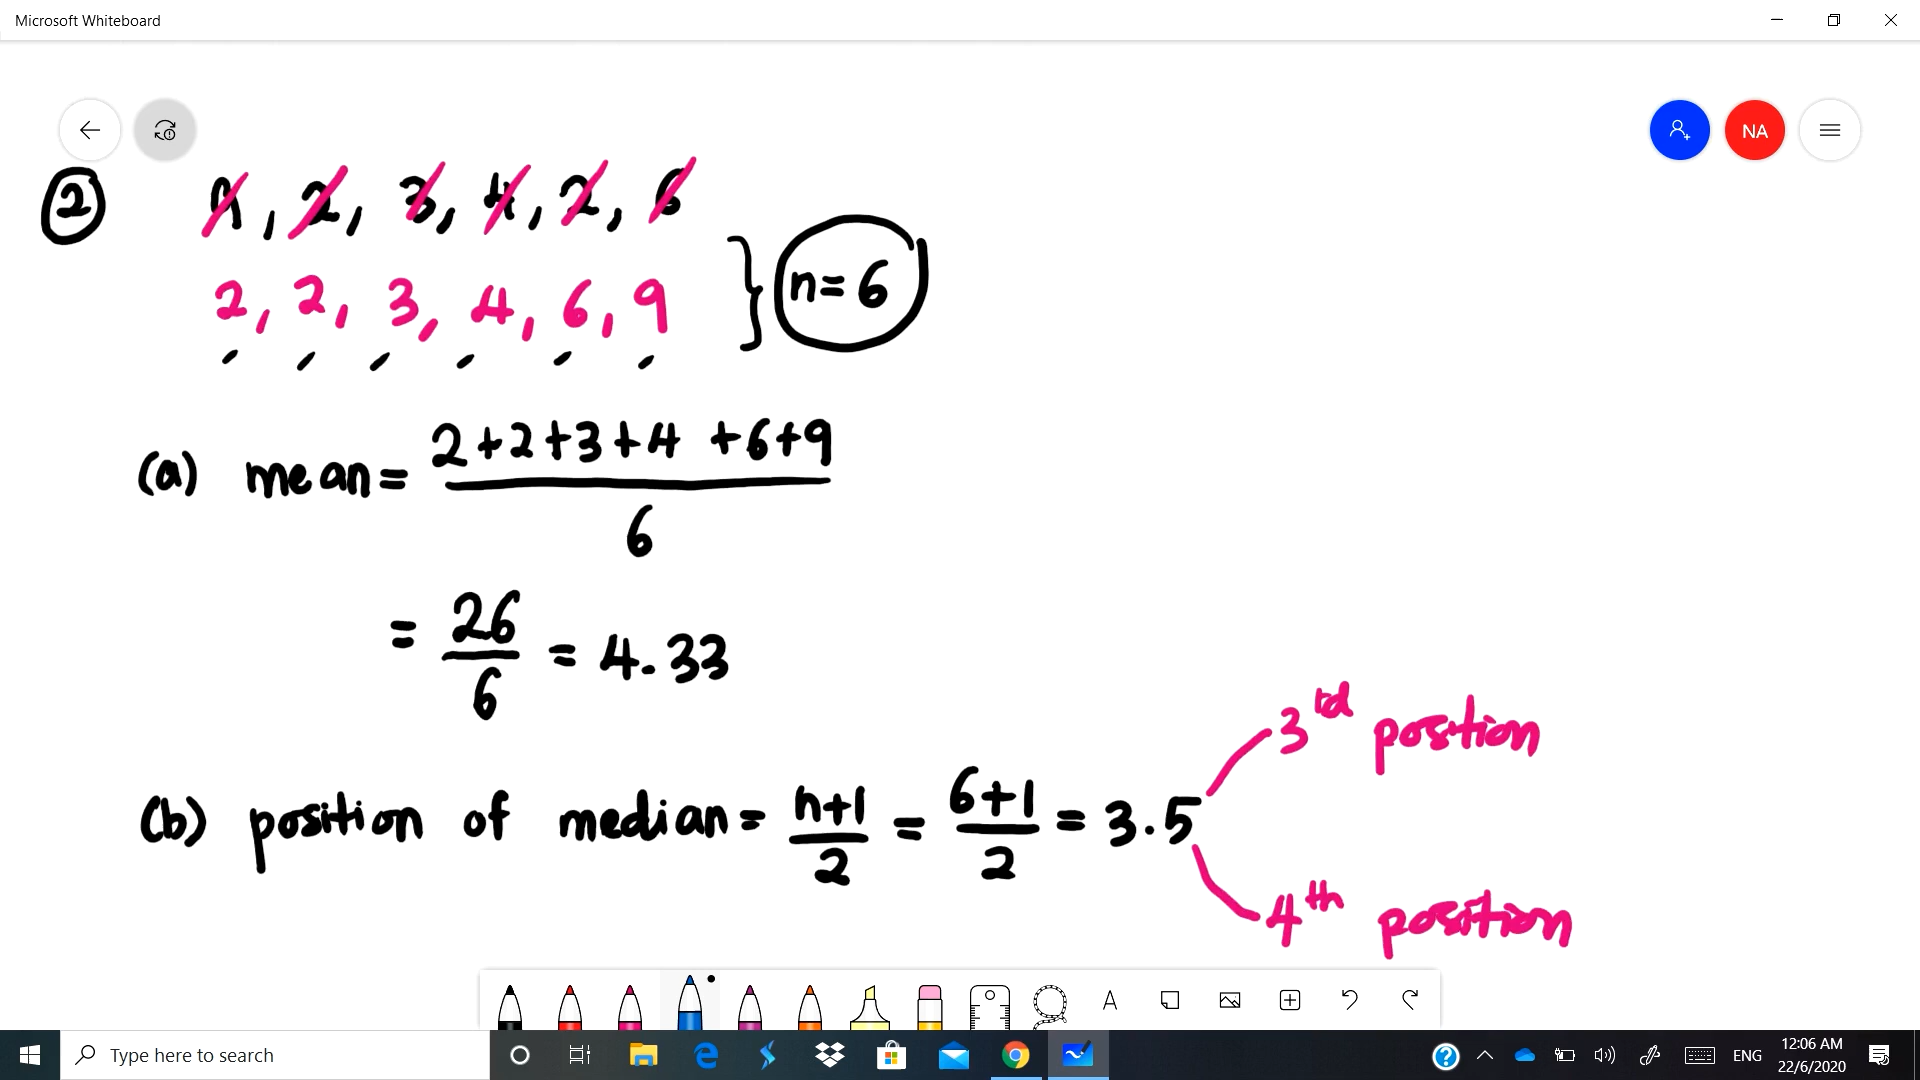 Microsoft Whiteboard
NA
② 9, 2, 3, 4, 2, 6
2, 2, 3, 4, 6, 9 } n=6
(a) mean = 2+2+3+4 +6+9
6
= 26/6 = 4.33
(b) position of median = n+1/2 = 6+1/2 = 3.5
3rd position
4th position
Type here to search
ENG
12:06 AM
22/6/2020